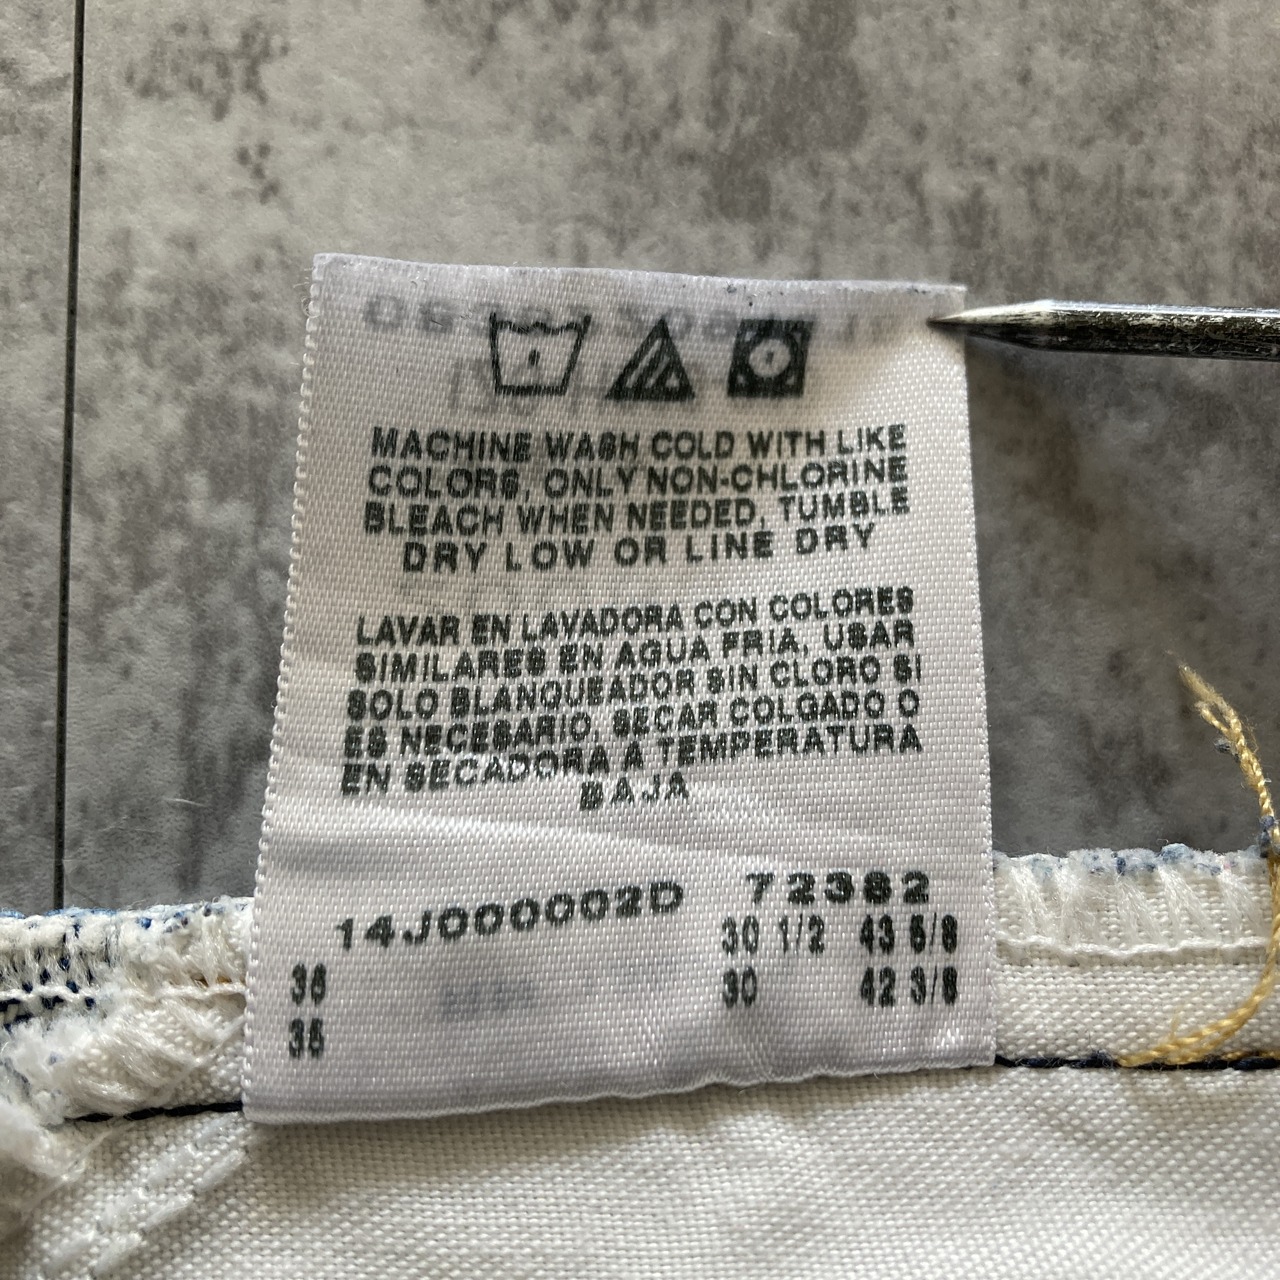 MACHINE WASH COLD WITH LIKE
COLORS, ONLY NON-CHLORINE
BLEACH WHEN NEEDED, TUMBLE
DRY LOW OR LINE DRY
LAVAR EN LAVADORA CON COLORES
SIMILARES EN AGUA FRIA, USAR
SOLO BLANQUEADOR SIN CLORO SI
ES NECESARIO, SECAR COLGADO O
EN SECADORA A TEMPERATURA
BAJA
14J000002D 72382
36 30 1/2 43 5/8
35 30 42 3/8